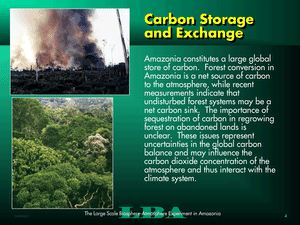 Carbon Storage
and Exchange
Amazonia constitutes a large global
store of carbon. Forest conversion in
Amazonia is a net source of carbon
to the atmosphere, while recent
measurements indicate that
undisturbed forest systems may be a
net carbon sink. The importance of
sequestration of carbon in regrowing
forest on abandoned lands is
unclear. These issues represent
uncertainties in the global carbon
balance and may influence the
carbon dioxide concentration of the
atmosphere and thus interact with the
climate system.
LBA
The Large Scale Biosphere-Atmosphere Experiment in Amazonia
4